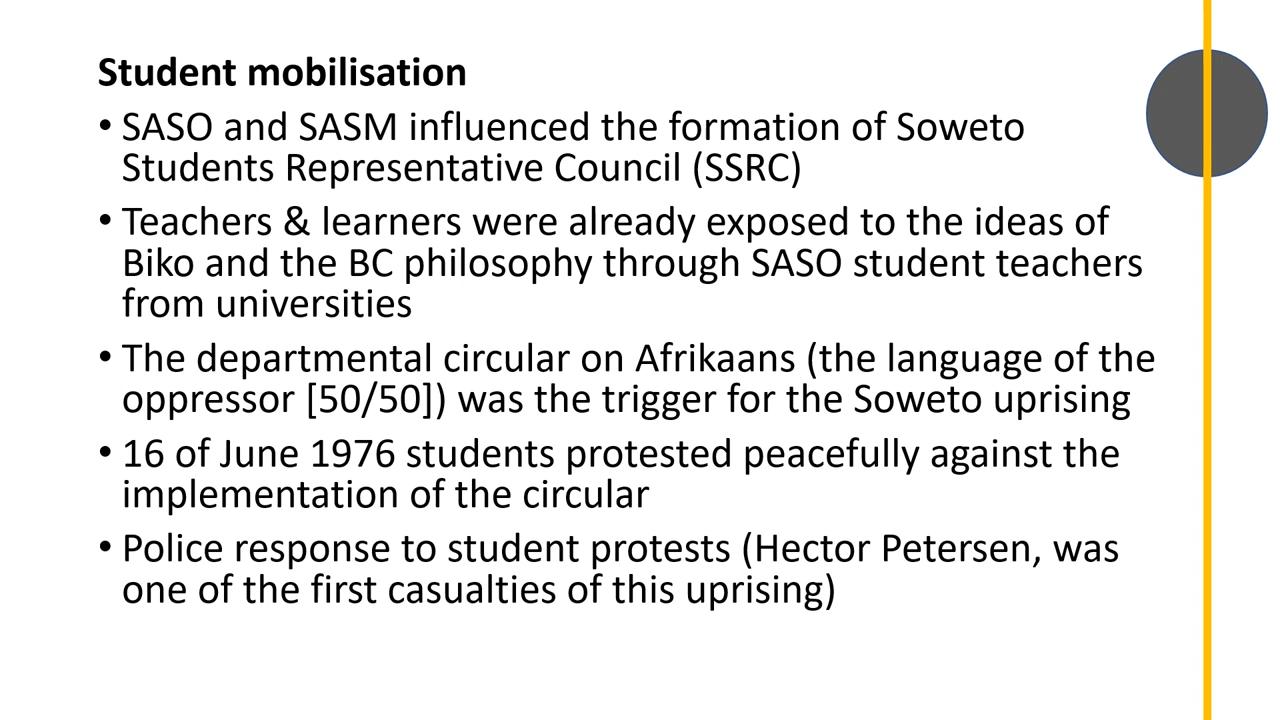 Student mobilisation
• SASO and SASM influenced the formation of Soweto
Students Representative Council (SSRC)
• Teachers & learners were already exposed to the ideas of
Biko and the BC philosophy through SASO student teachers
from universities
• The departmental circular on Afrikaans (the language of the
oppressor [50/50]) was the trigger for the Soweto uprising
• 16 of June 1976 students protested peacefully against the
implementation of the circular
• Police response to student protests (Hector Petersen, was
one of the first casualties of this uprising)